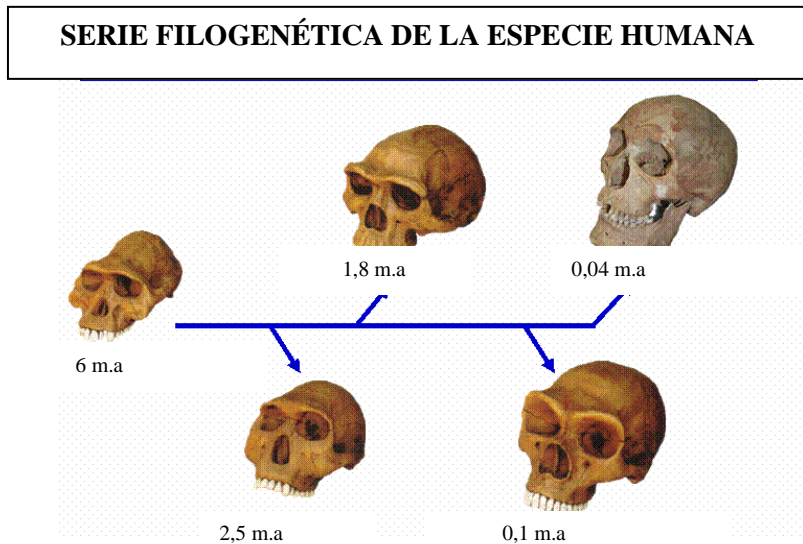 SERIE FILOGENÉTICA DE LA ESPECIE HUMANA
1,8 m.a
0,04 m.a
6 m.a
2,5 m.a
0,1 m.a